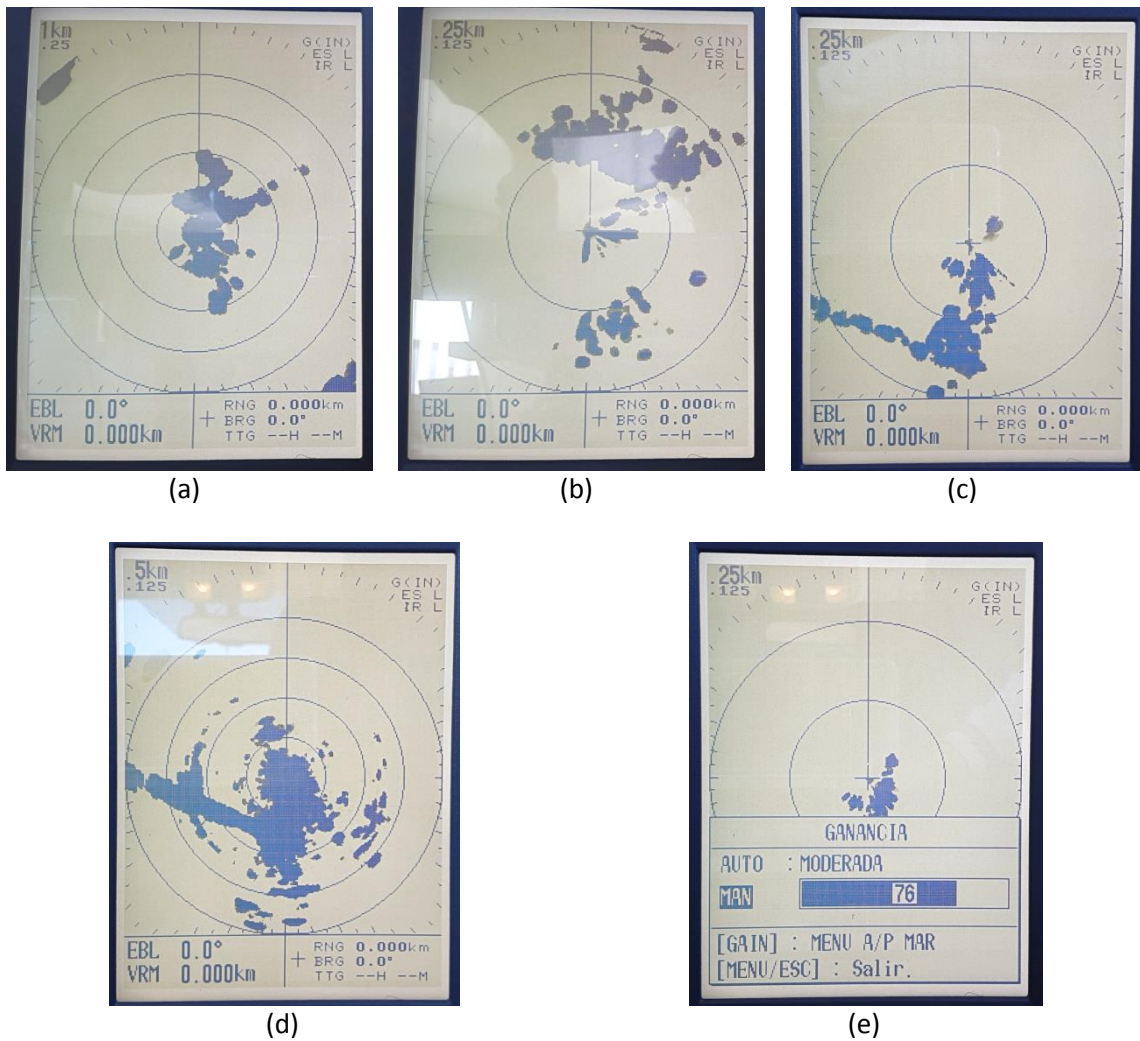 1km
.25
G(IN)
ES L
IR L
EBL 0.0°
VRM 0.000km
+ RNG 0.000km
BRG 0.0°
TTG --H --M
(a)
.25km
.125
G(IN)
ES L
IR L
EBL 0.0°
VRM 0.000km
+ RNG 0.000km
BRG 0.0°
TTG --H --M
(b)
.25km
.125
G(IN)
ES L
IR L
EBL 0.0°
VRM 0.000km
+ RNG 0.000km
BRG 0.0°
TTG --H --M
(c)
.5km
.125
G(IN)
ES L
IR L
EBL 0.0°
VRM 0.000km
+ RNG 0.000km
BRG 0.0°
TTG --H --M
(d)
.25km
.125
G(IN)
ES L
IR L
GANANCIA
AUTO : MODERADA
MAN 76
[GAIN] : MENU A/P MAR
[MENU/ESC] : Salir.
(e)